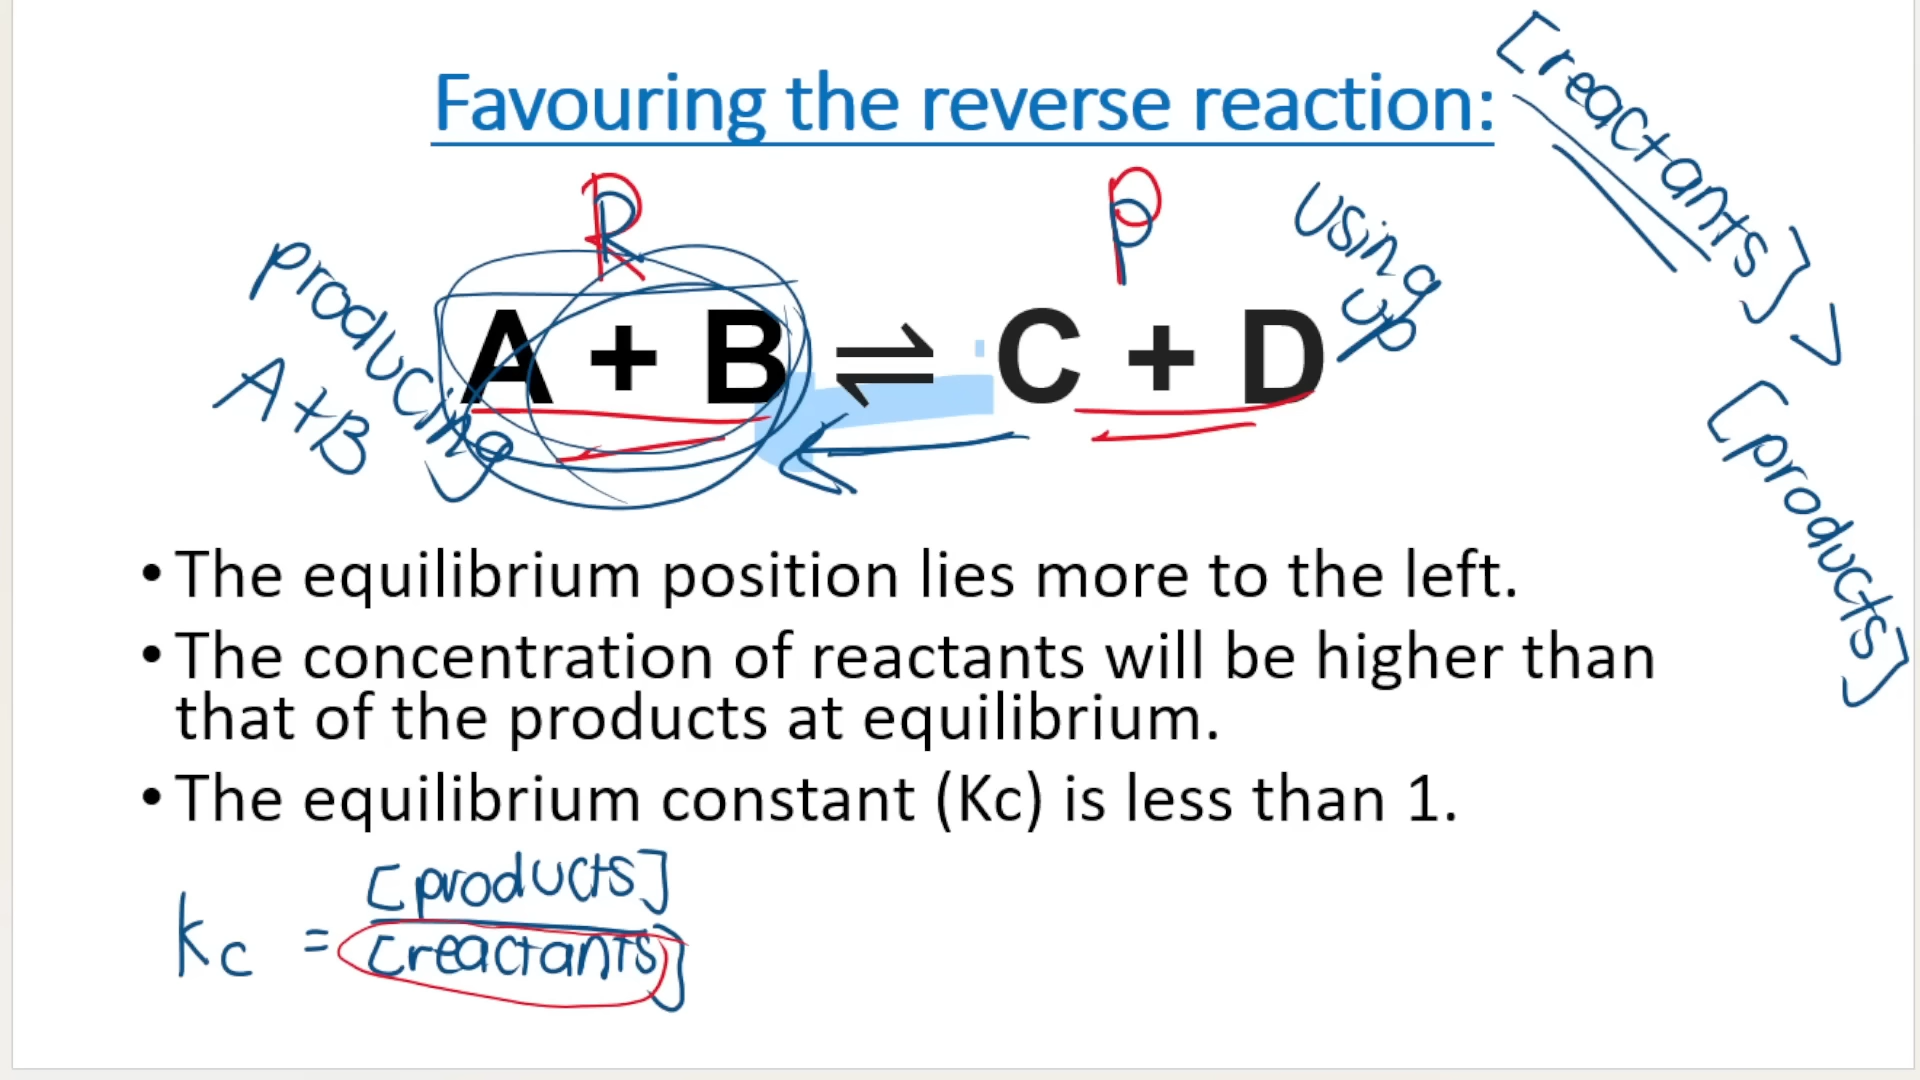 Favouring the reverse reaction:
[reactants] >
[products]
R
P
using
up
producing
A+B
A + B ⇌ C + D
• The equilibrium position lies more to the left.
• The concentration of reactants will be higher than
that of the products at equilibrium.
• The equilibrium constant (Kc) is less than 1.
[products]
kc =
[reactants]